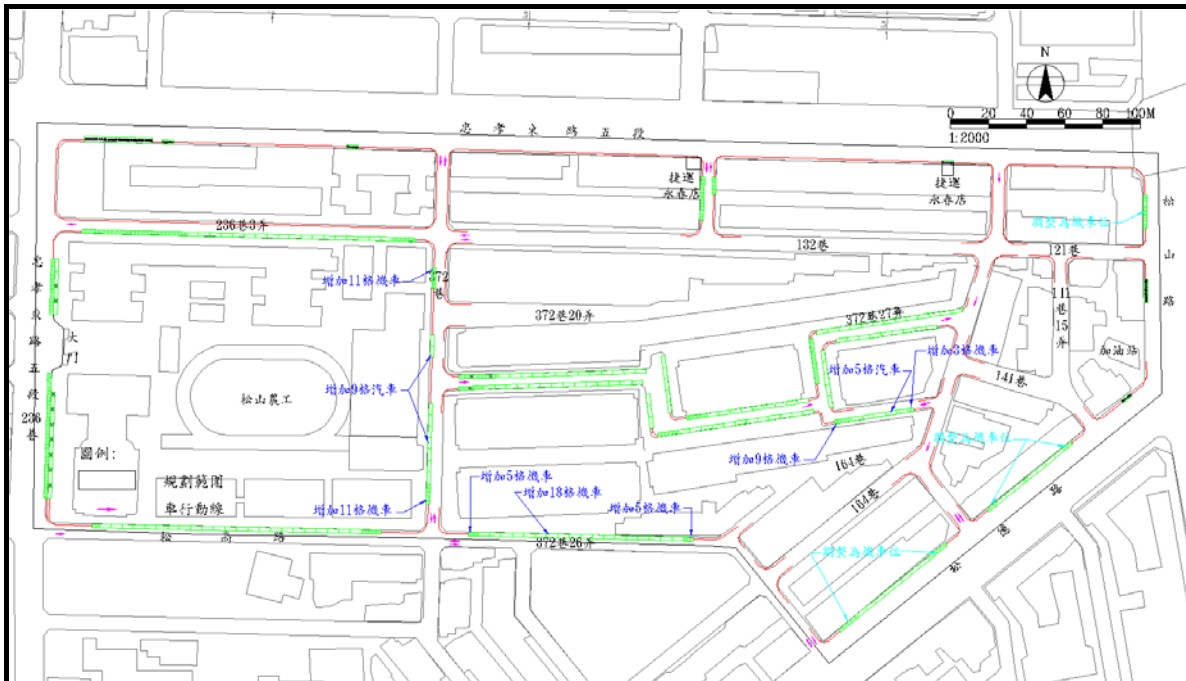 N
0 20 40 60 80 100M
1:2000
忠孝東路五段
捷運
永春店
捷運
永春店
松山路
調整為機車位
236巷3弄
132巷
121巷
增加11格機車
372巷
忠孝東路五段236巷
大門
372巷20弄
372巷27弄
141巷15弄
加油站
增加3格機車
增加9格汽車
增加5格汽車
141巷
松山農工
圖例:
規劃範圍
車行動線
調整為機車位
增加9格機車
164巷
增加5格機車
增加18格機車
增加5格機車
164巷
增加11格機車
松高路
372巷26弄
調整為機車位
松隆路